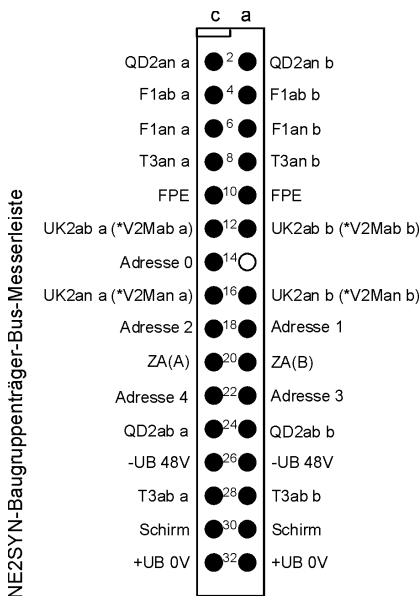 c a
QD2an a 2 QD2an b
F1ab a 4 F1ab b
F1an a 6 F1an b
T3an a 8 T3an b
FPE 10 FPE
UK2ab a (*V2Mab a) 12 UK2ab b (*V2Mab b)
Adresse 0 14
UK2an a (*V2Man a) 16 UK2an b (*V2Man b)
Adresse 2 18 Adresse 1
ZA(A) 20 ZA(B)
Adresse 4 22 Adresse 3
QD2ab a 24 QD2ab b
-UB 48V 26 -UB 48V
T3ab a 28 T3ab b
Schirm 30 Schirm
+UB 0V 32 +UB 0V
NE2SYN-Baugruppenträger-Bus-Messerleiste